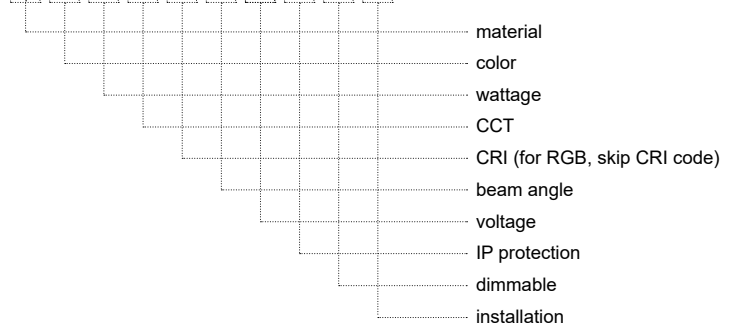 material
color
wattage
CCT
CRI (for RGB, skip CRI code)
beam angle
voltage
IP protection
dimmable
installation